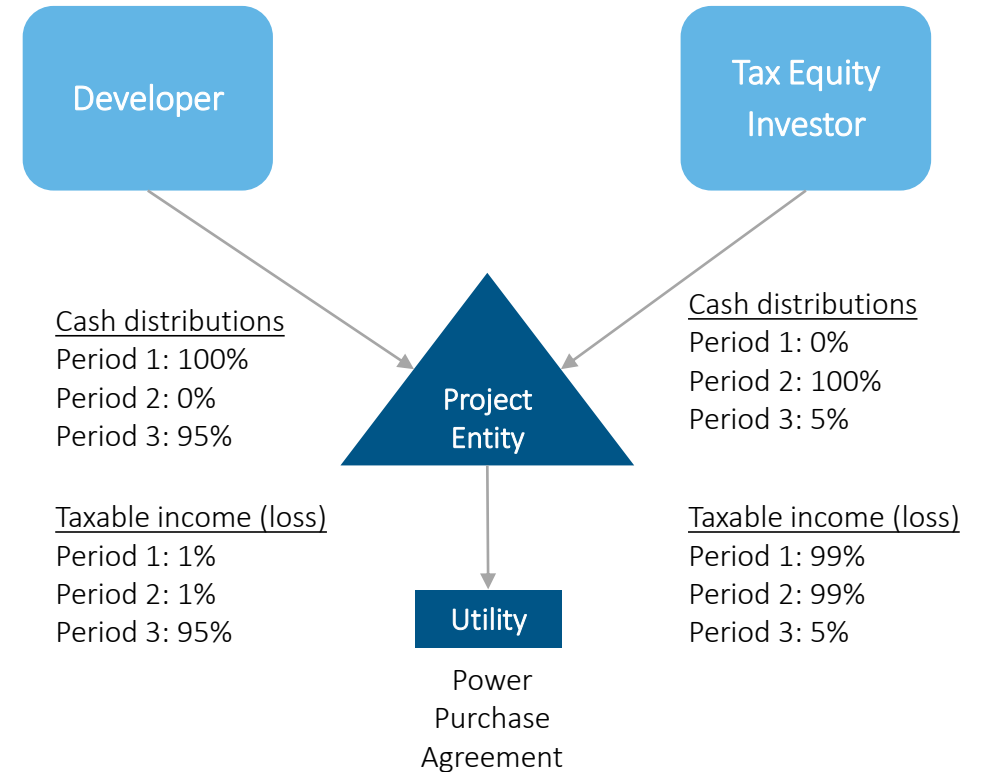 Developer
Tax Equity
Investor
Cash distributions
Period 1: 100%
Period 2: 0%
Period 3: 95%
Cash distributions
Period 1: 0%
Period 2: 100%
Period 3: 5%
Project
Entity
Taxable income (loss)
Period 1: 1%
Period 2: 1%
Period 3: 95%
Taxable income (loss)
Period 1: 99%
Period 2: 99%
Period 3: 5%
Utility
Power
Purchase
Agreement